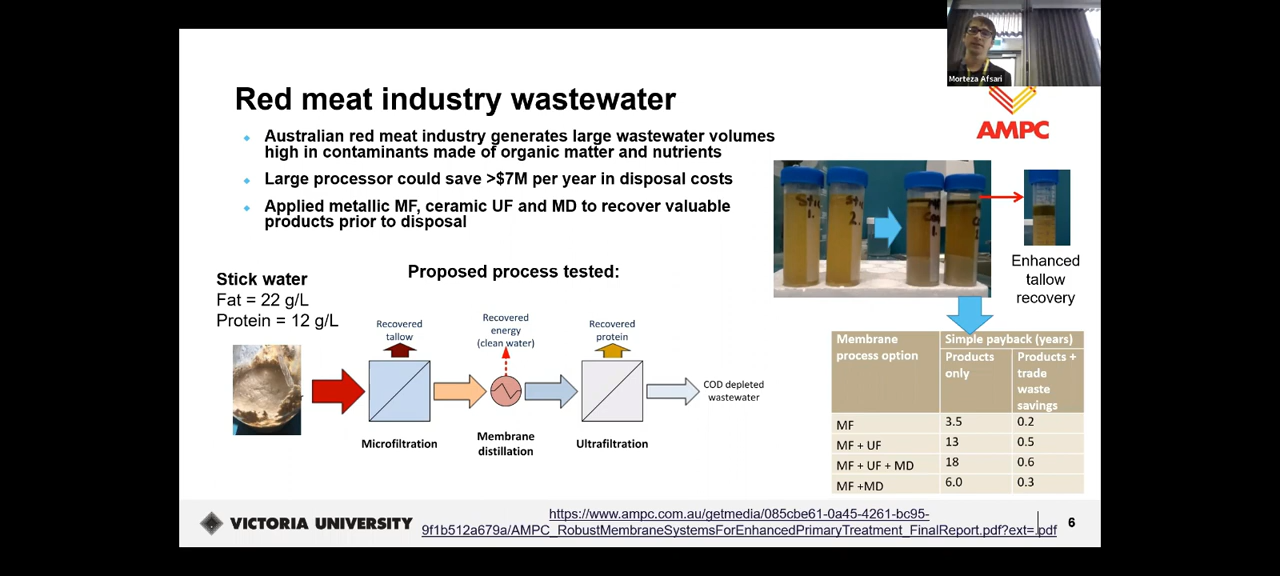 Morteza Afsari
AMPC
Red meat industry wastewater
Australian red meat industry generates large wastewater volumes
high in contaminants made of organic matter and nutrients
Large processor could save >$7M per year in disposal costs
Applied metallic MF, ceramic UF and MD to recover valuable
products prior to disposal
Enhanced
tallow
recovery
Stick water
Fat = 22 g/L
Protein = 12 g/L
Proposed process tested:
Recovered
tallow
Recovered
energy
(clean water)
Recovered
protein
COD depleted
wastewater
Microfiltration
Membrane
distillation
Ultrafiltration
Membrane
process option
Simple payback (years)
Products
only
Products +
trade
waste
savings
MF 3.5 0.2
MF + UF 13 0.5
MF + UF + MD 18 0.6
MF +MD 6.0 0.3
VICTORIA UNIVERSITY
https://www.ampc.com.au/getmedia/085cbe61-0a45-4261-bc95-
9f1b512a679a/AMPC_RobustMembraneSystemsForEnhancedPrimaryTreatment_FinalReport.pdf?ext=.pdf
6